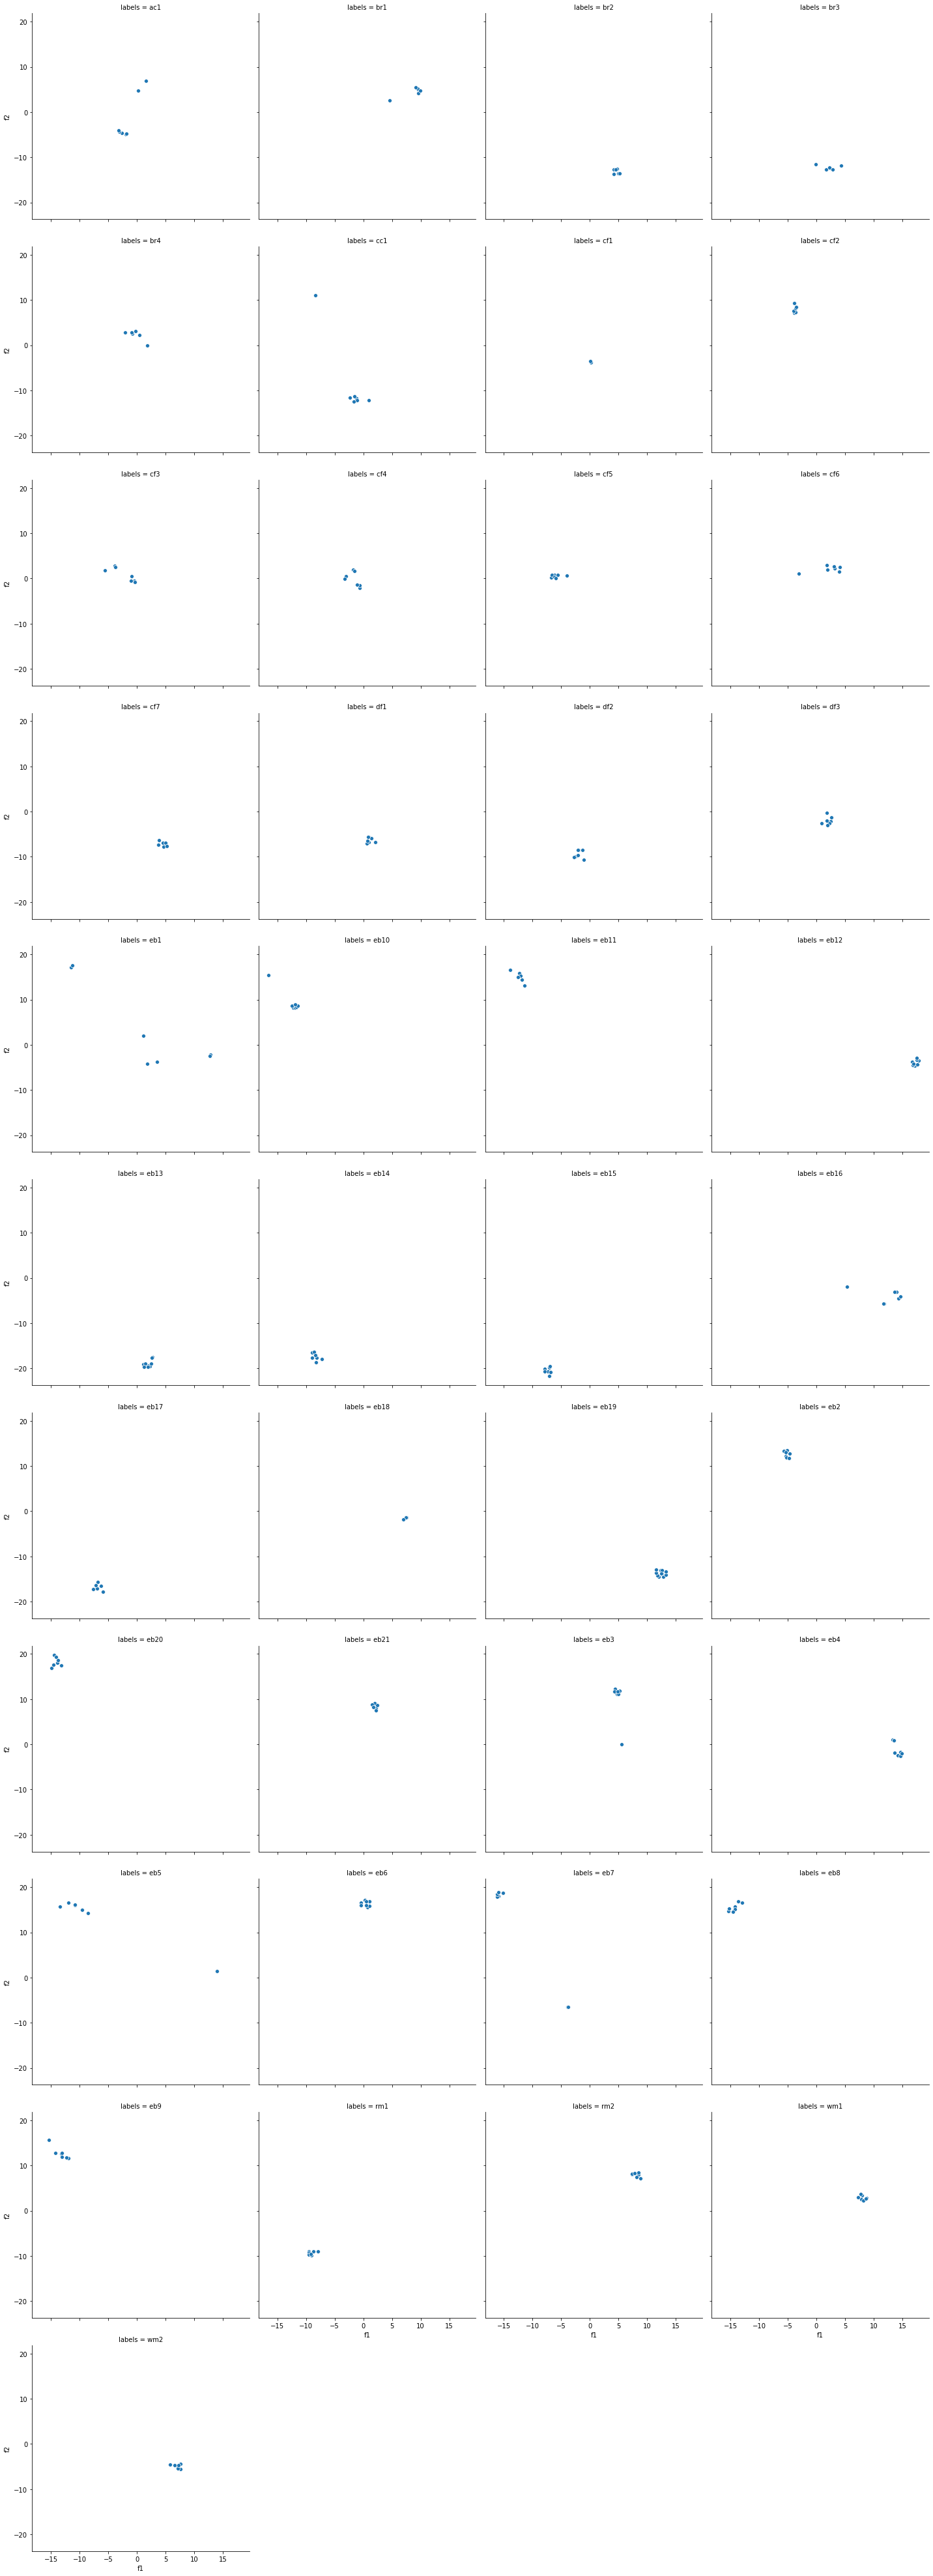 labels = ac1 labels = br1 labels = br2 labels = br3
20
10
f2
0
−10
−20
labels = br4 labels = cc1 labels = cf1 labels = cf2
20
10
f2
0
−10
−20
labels = cf3 labels = cf4 labels = cf5 labels = cf6
20
10
f2
0
−10
−20
labels = cf7 labels = df1 labels = df2 labels = df3
20
10
f2
0
−10
−20
labels = eb1 labels = eb10 labels = eb11 labels = eb12
20
10
f2
0
−10
−20
labels = eb13 labels = eb14 labels = eb15 labels = eb16
20
10
f2
0
−10
−20
labels = eb17 labels = eb18 labels = eb19 labels = eb2
20
10
f2
0
−10
−20
labels = eb20 labels = eb21 labels = eb3 labels = eb4
20
10
f2
0
−10
−20
labels = eb5 labels = eb6 labels = eb7 labels = eb8
20
10
f2
0
−10
−20
labels = eb9 labels = rm1 labels = rm2 labels = wm1
20
10
f2
0
−10
−20
−15 −10 −5 0 5 10 15 −15 −10 −5 0 5 10 15 −15 −10 −5 0 5 10 15
f1 f1 f1
labels = wm2
20
10
f2
0
−10
−20
−15 −10 −5 0 5 10 15
f1